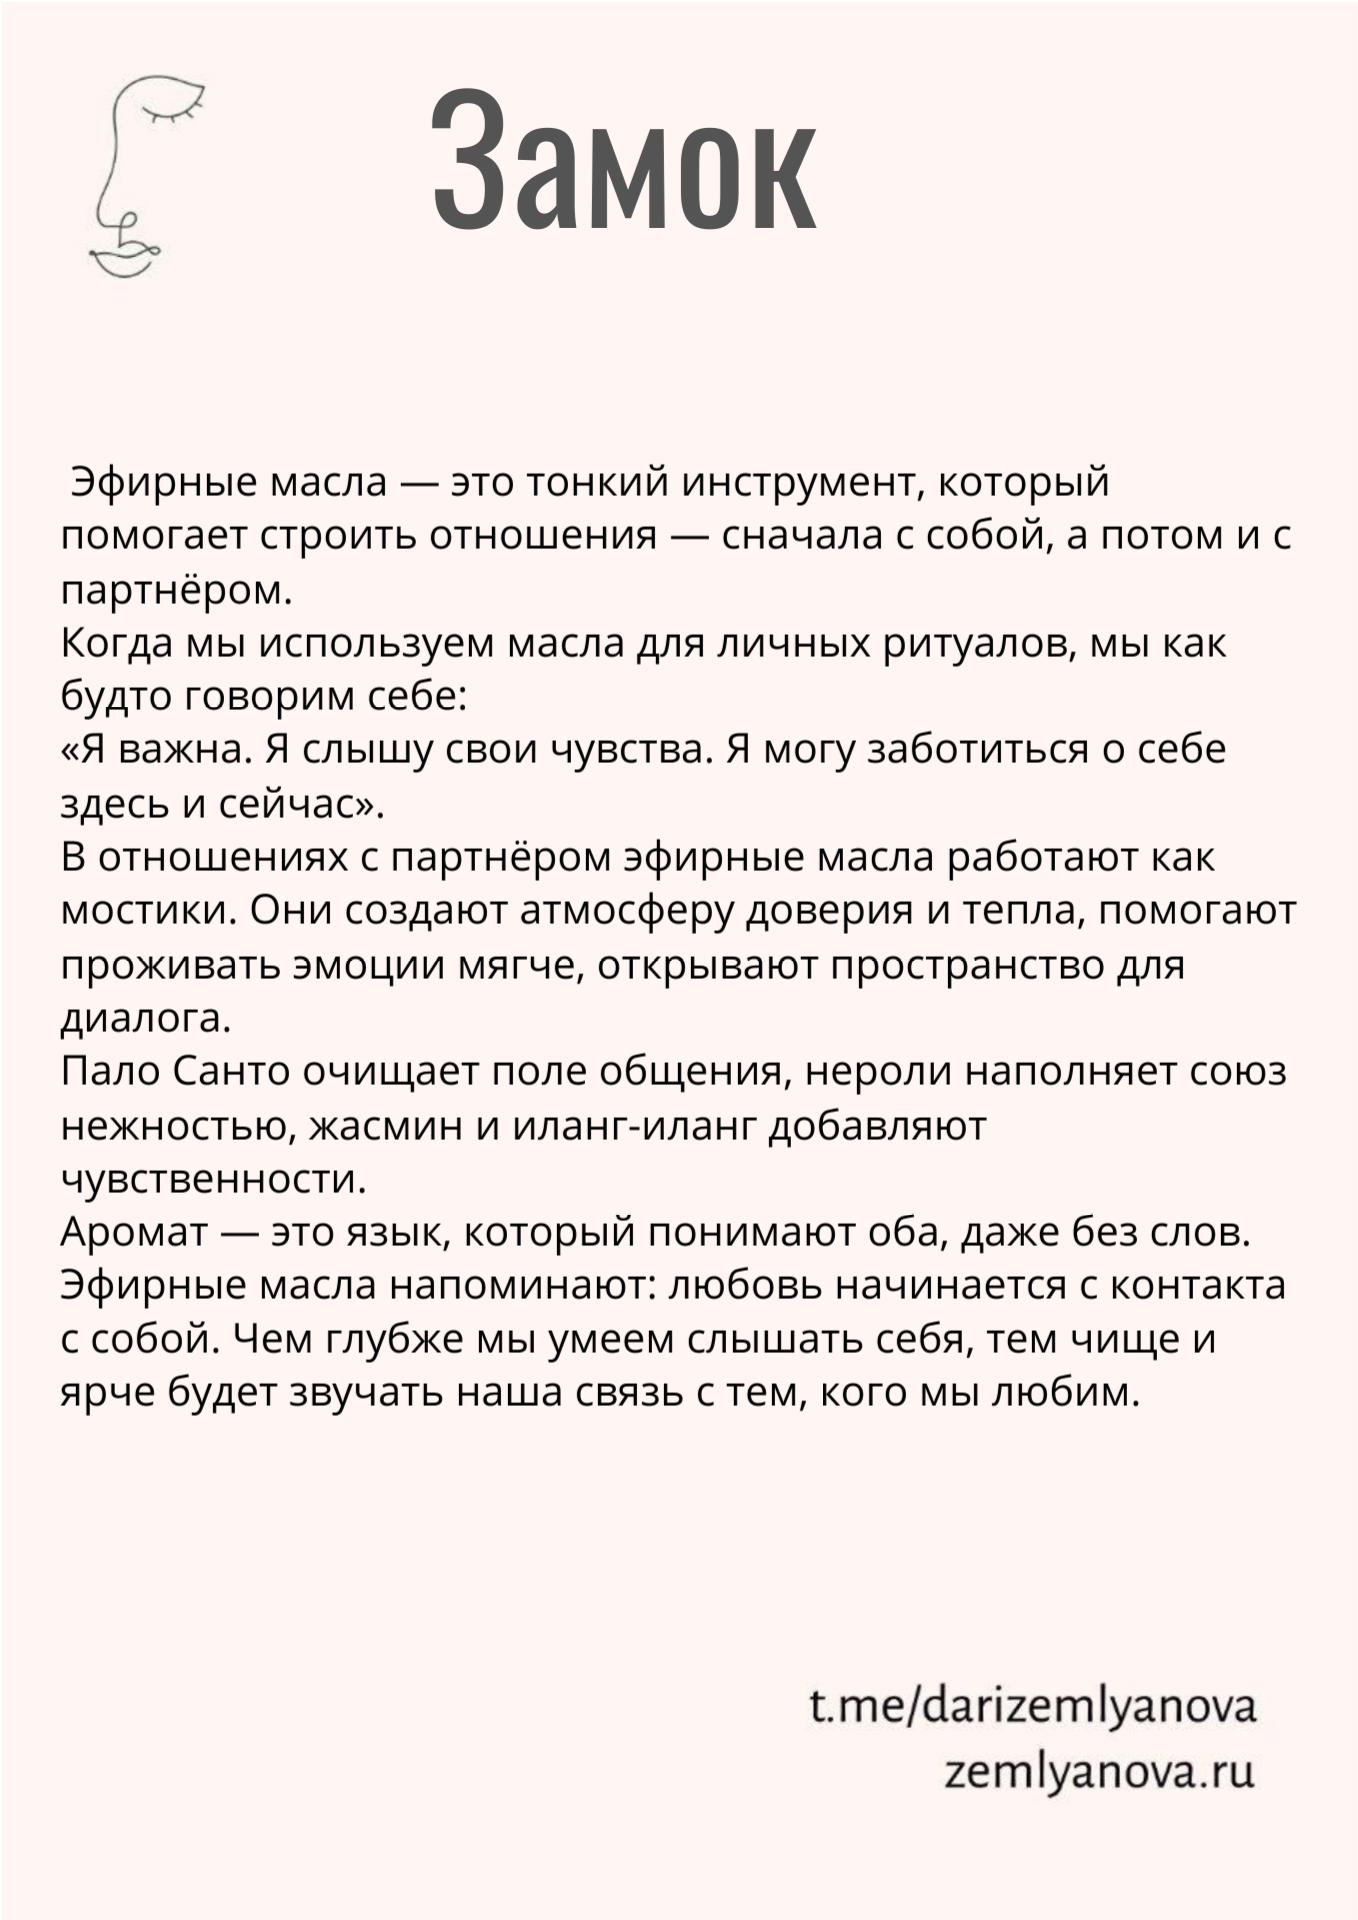 Замок
Эфирные масла — это тонкий инструмент, который
помогает строить отношения — сначала с собой, а потом и с
партнёром.
Когда мы используем масла для личных ритуалов, мы как
будто говорим себе:
«Я важна. Я слышу свои чувства. Я могу заботиться о себе
здесь и сейчас».
В отношениях с партнёром эфирные масла работают как
мостики. Они создают атмосферу доверия и тепла, помогают
проживать эмоции мягче, открывают пространство для
диалога.
Пало Санто очищает поле общения, нероли наполняет союз
нежностью, жасмин и иланг-иланг добавляют
чувственности.
Аромат — это язык, который понимают оба, даже без слов.
Эфирные масла напоминают: любовь начинается с контакта
с собой. Чем глубже мы умеем слышать себя, тем чище и
ярче будет звучать наша связь с тем, кого мы любим.
t.me/darizemlyanova
zemlyanova.ru